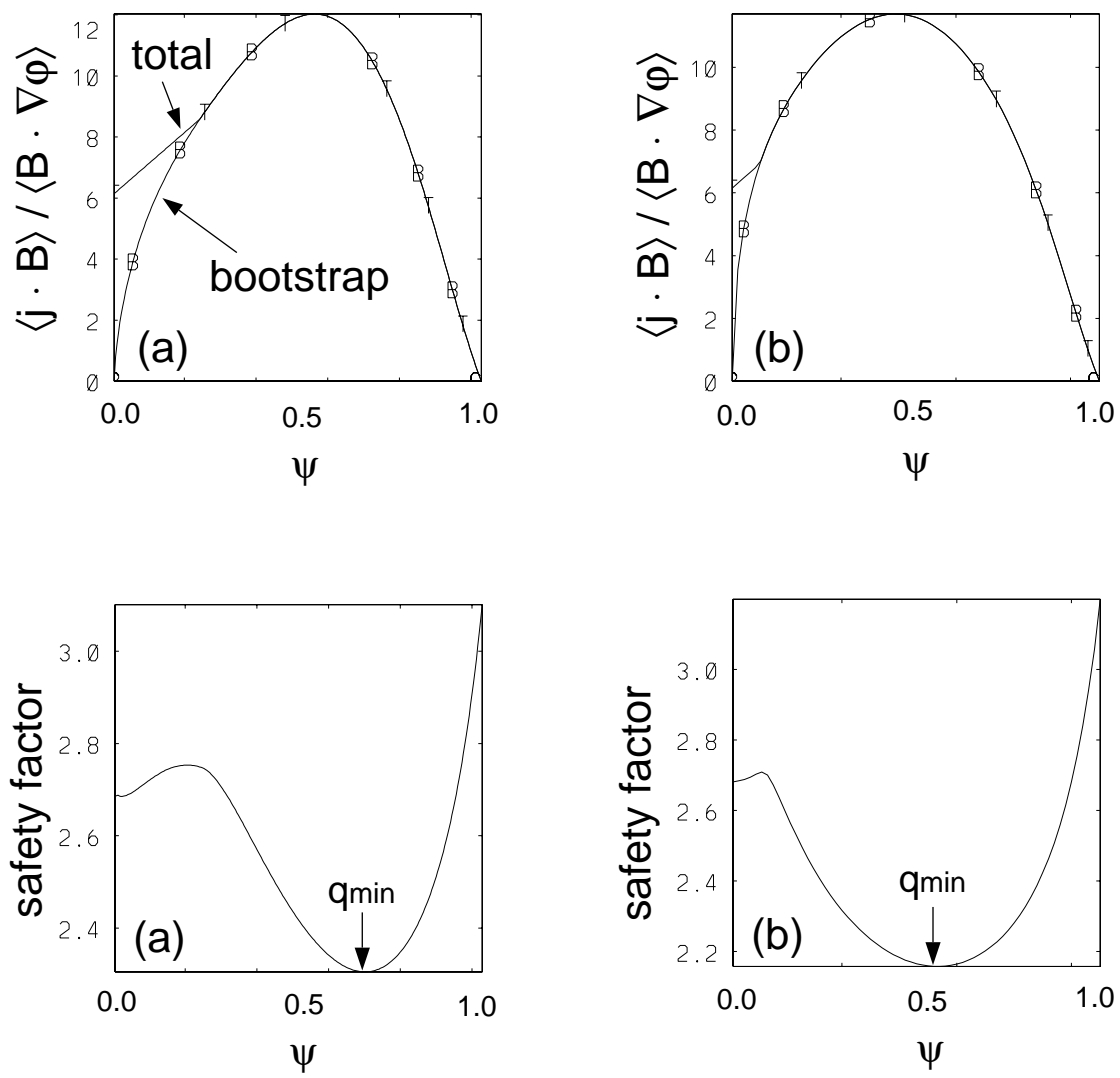 ⟨j · B⟩ / ⟨B · ∇φ⟩
12
10
8
6
4
2
0
total
bootstrap
B
B
B
B
B
B
T
T
T
T
T
(a)
0.0
0.5
1.0
ψ
⟨j · B⟩ / ⟨B · ∇φ⟩
10
8
6
4
2
0
B
B
B
B
B
B
T
T
T
T
T
(b)
0.0
0.5
1.0
ψ
safety factor
3.0
2.8
2.6
2.4
qmin
(a)
0.0
0.5
1.0
ψ
safety factor
3.0
2.8
2.6
2.4
2.2
qmin
(b)
0.0
0.5
1.0
ψ